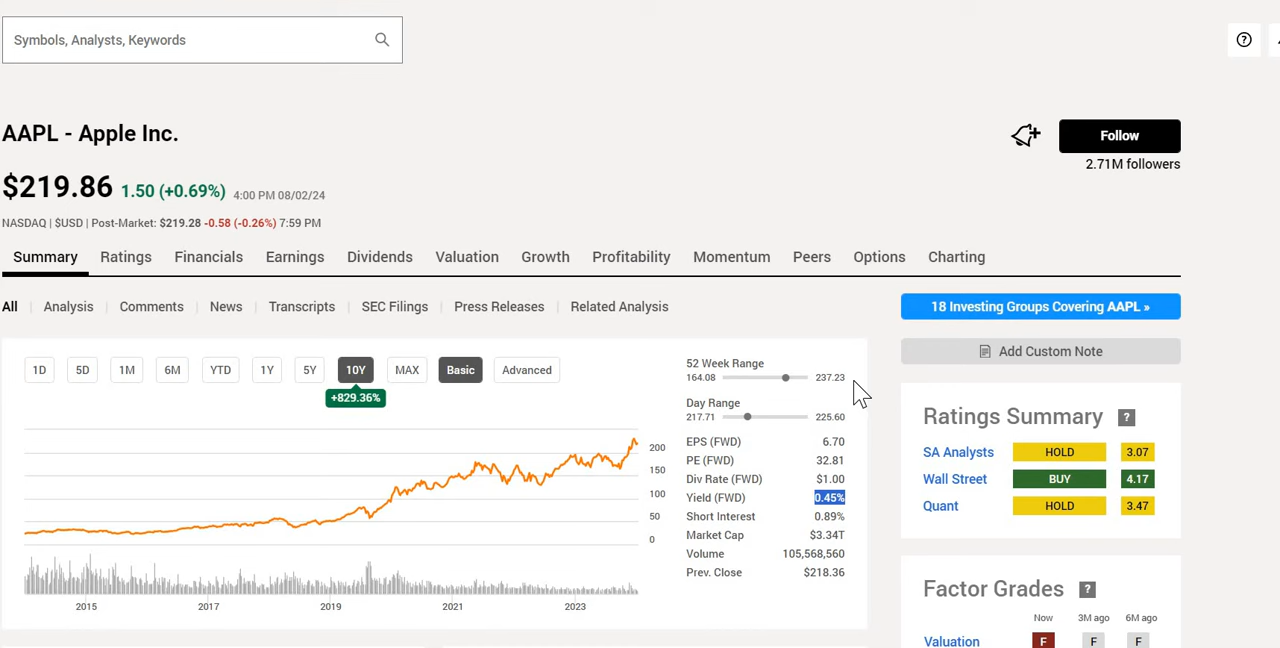 Symbols, Analysts, Keywords
AAPL - Apple Inc.
Follow
2.71M followers
$219.86 1.50 (+0.69%) 4:00 PM 08/02/24
NASDAQ | $USD | Post-Market: $219.28 -0.58 (-0.26%) 7:59 PM
Summary Ratings Financials Earnings Dividends Valuation Growth Profitability Momentum Peers Options Charting
All | Analysis | Comments | News | Transcripts | SEC Filings | Press Releases | Related Analysis
18 Investing Groups Covering AAPL »
Add Custom Note
1D 5D 1M 6M YTD 1Y 5Y 10Y MAX Basic Advanced
+829.36%
200
150
100
50
0
2015 2017 2019 2021 2023
52 Week Range
164.08 237.23
Day Range
217.71 225.60
EPS (FWD) 6.70
PE (FWD) 32.81
Div Rate (FWD) $1.00
Yield (FWD) 0.45%
Short Interest 0.89%
Market Cap $3.34T
Volume 105,568,560
Prev. Close $218.36
Ratings Summary ?
SA Analysts HOLD 3.07
Wall Street BUY 4.17
Quant HOLD 3.47
Factor Grades ?
Now 3M ago 6M ago
Valuation F F F